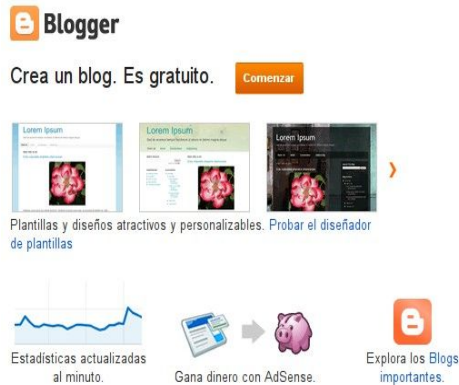 Blogger
Crea un blog. Es gratuito.
Comenzar
Lorem Ipsum
Lorem Ipsum
Lorem Ipsum
Plantillas y diseños atractivos y personalizables. Probar el diseñador
de plantillas
Estadísticas actualizadas
al minuto.
Gana dinero con AdSense.
Explora los Blogs
importantes.